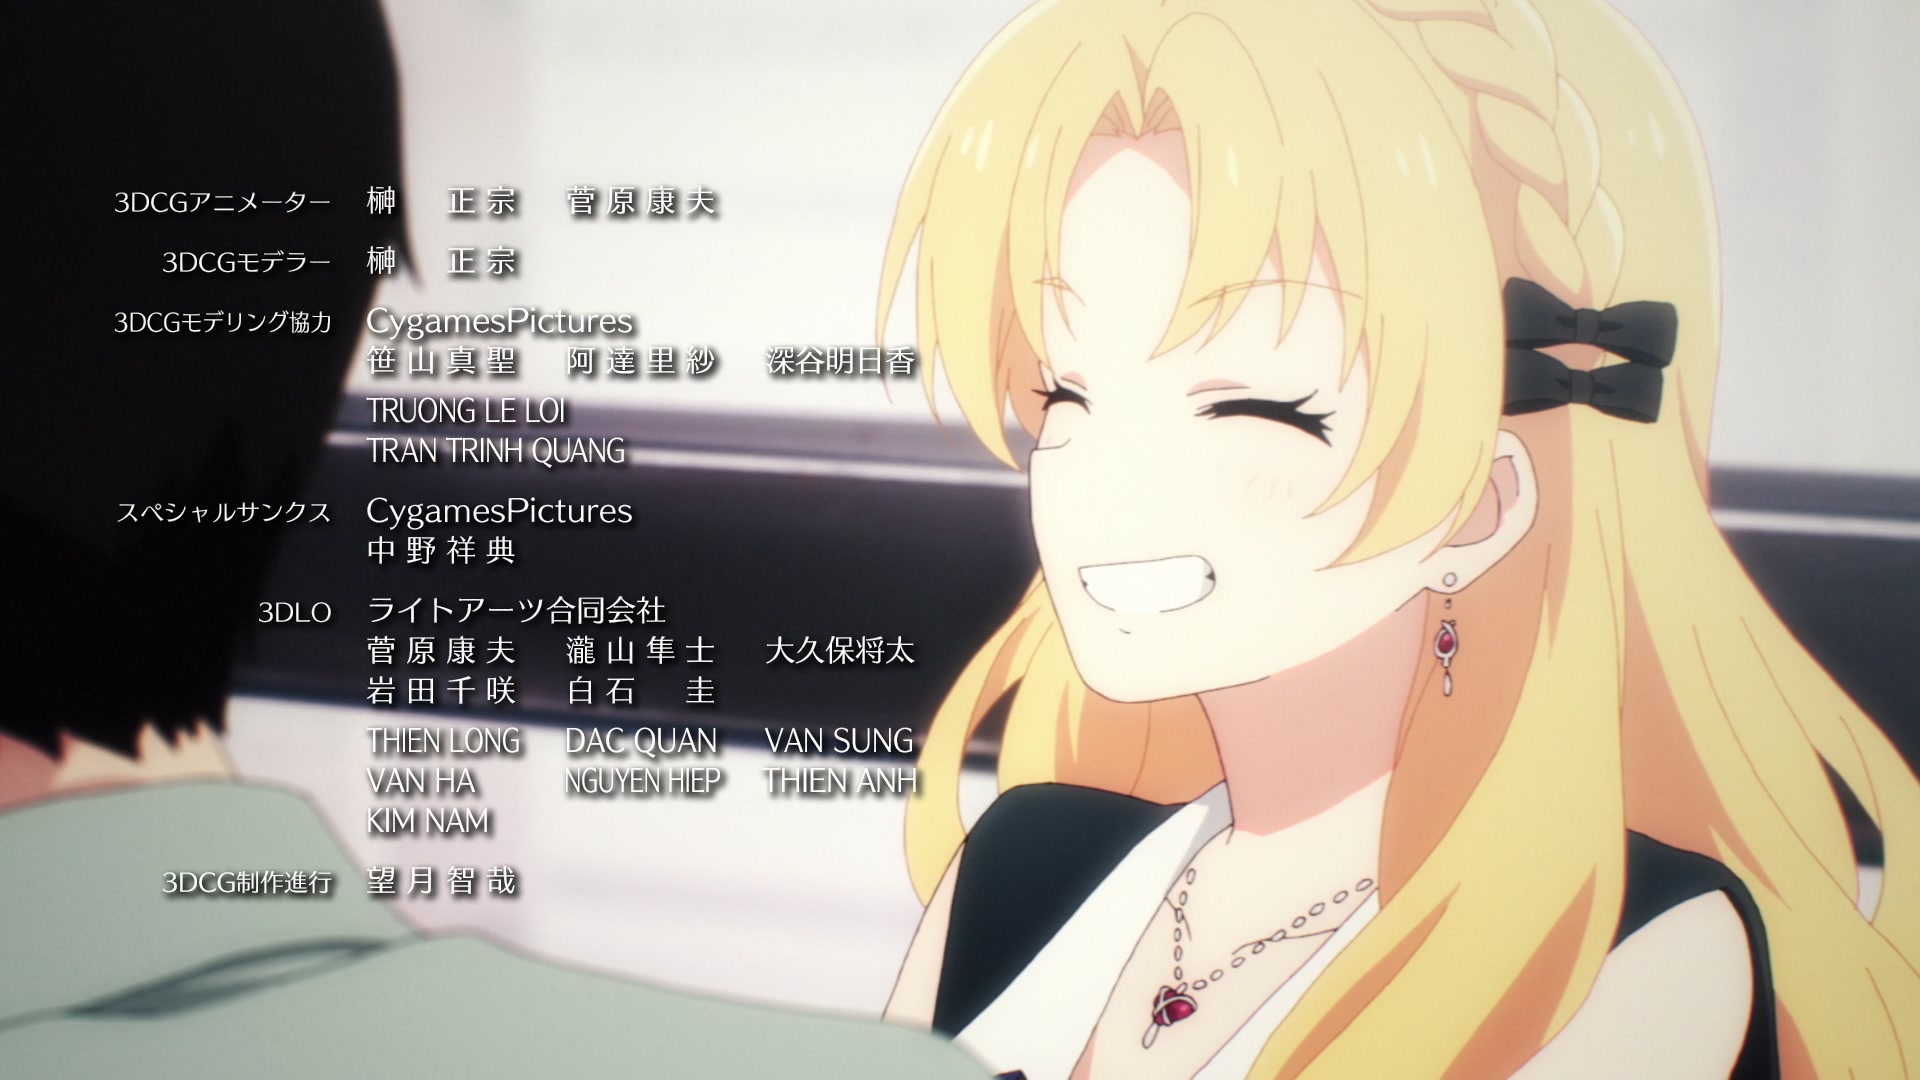 3DCGアニメーター 榊 正宗 菅原康夫
3DCGモデラー 榊 正宗
3DCGモデリング協力 CygamesPictures
笹山真聖 阿達里紗 深谷明日香
TRUONG LE LOI
TRAN TRINH QUANG
スペシャルサンクス CygamesPictures
中野祥典
3DLO ライトアーツ合同会社
菅原康夫 瀧山隼士 大久保将太
岩田千咲 白石 圭
THIEN LONG DAC QUAN VAN SUNG
VAN HA NGUYEN HIEP THIEN ANH
KIM NAM
3DCG制作進行 望月智哉